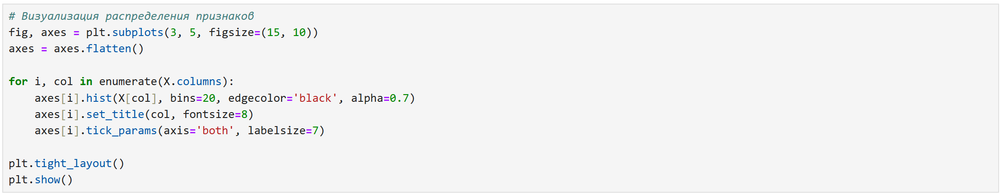 # Визуализация распределения признаков
fig, axes = plt.subplots(3, 5, figsize=(15, 10))
axes = axes.flatten()

for i, col in enumerate(X.columns):
    axes[i].hist(X[col], bins=20, edgecolor='black', alpha=0.7)
    axes[i].set_title(col, fontsize=8)
    axes[i].tick_params(axis='both', labelsize=7)

plt.tight_layout()
plt.show()